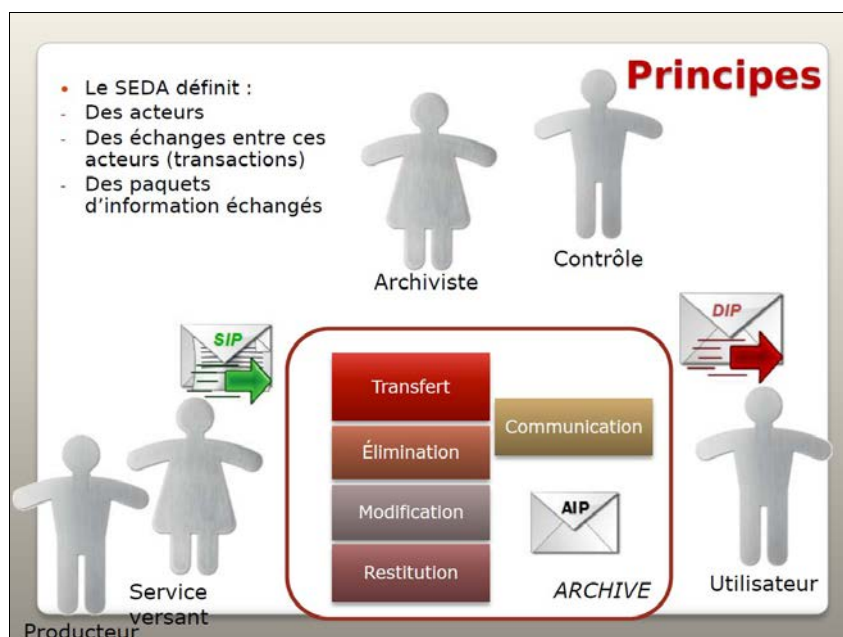 Principes
• Le SEDA définit :
- Des acteurs
- Des échanges entre ces
acteurs (transactions)
- Des paquets
d'information échangés
Archiviste
Contrôle
SIP
DIP
Transfert
Communication
Élimination
Modification
AIP
Restitution
ARCHIVE
Service
versant
Utilisateur
Producteur